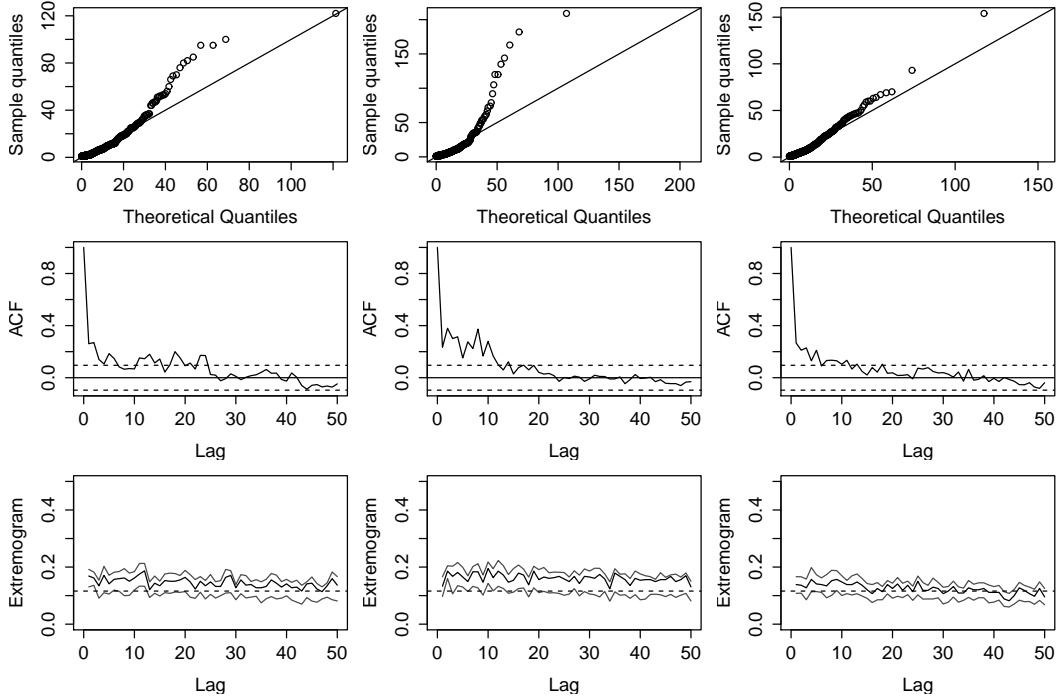 Sample quantiles
0 40 80 120
0 20 40 60 80 100
Theoretical Quantiles
Sample quantiles
0 50 150
0 50 100 150 200
Theoretical Quantiles
Sample quantiles
0 50 100 150
0 50 100 150
Theoretical Quantiles
ACF
0.0 0.4 0.8
0 10 20 30 40 50
Lag
ACF
0.0 0.4 0.8
0 10 20 30 40 50
Lag
ACF
0.0 0.4 0.8
0 10 20 30 40 50
Lag
Extremogram
0.0 0.2 0.4
0 10 20 30 40 50
Lag
Extremogram
0.0 0.2 0.4
0 10 20 30 40 50
Lag
Extremogram
0.0 0.2 0.4
0 10 20 30 40 50
Lag